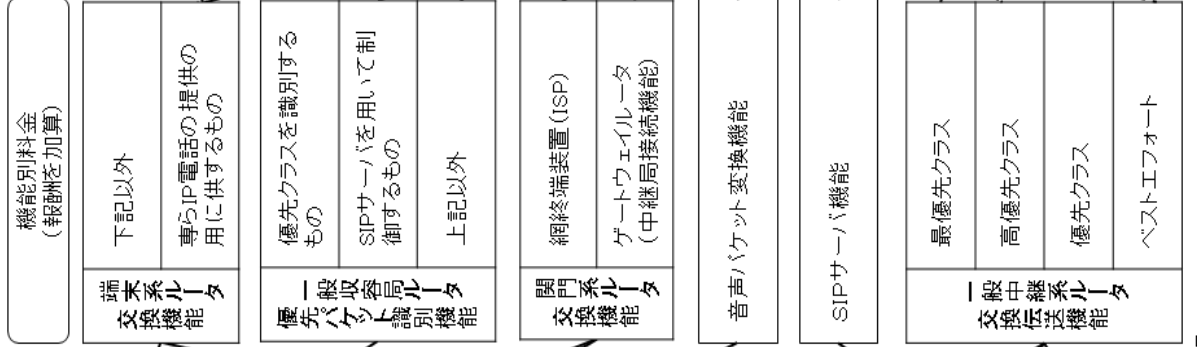 機能別料金
(報酬を加算)
端末系ルータ
交換機能
下記以外
専らIP電話の提供の
用に供するもの
一般収容局ルータ
優先パケット識別
機能
優先クラスを識別する
もの
SIPサーバを用いて制
御するもの
上記以外
関門系ルータ
交換機能
網終端装置(ISP)
ゲートウェイルータ
(中継局接続機能)
音声パケット変換機能
SIPサーバ機能
一般中継系ルータ
交換伝送機能
最優先クラス
高優先クラス
優先クラス
ベストエフォート